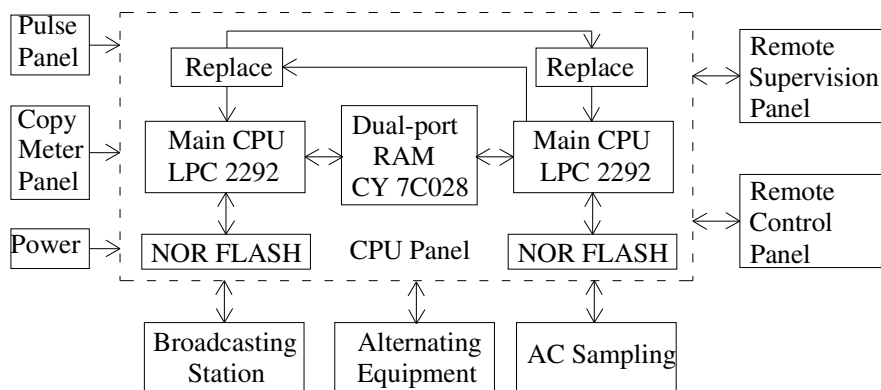 Pulse
Panel
Copy
Meter
Panel
Power
Replace
Replace
Main CPU
LPC 2292
Dual-port
RAM
CY 7C028
Main CPU
LPC 2292
NOR FLASH
CPU Panel
NOR FLASH
Remote
Supervision
Panel
Remote
Control
Panel
Broadcasting
Station
Alternating
Equipment
AC Sampling